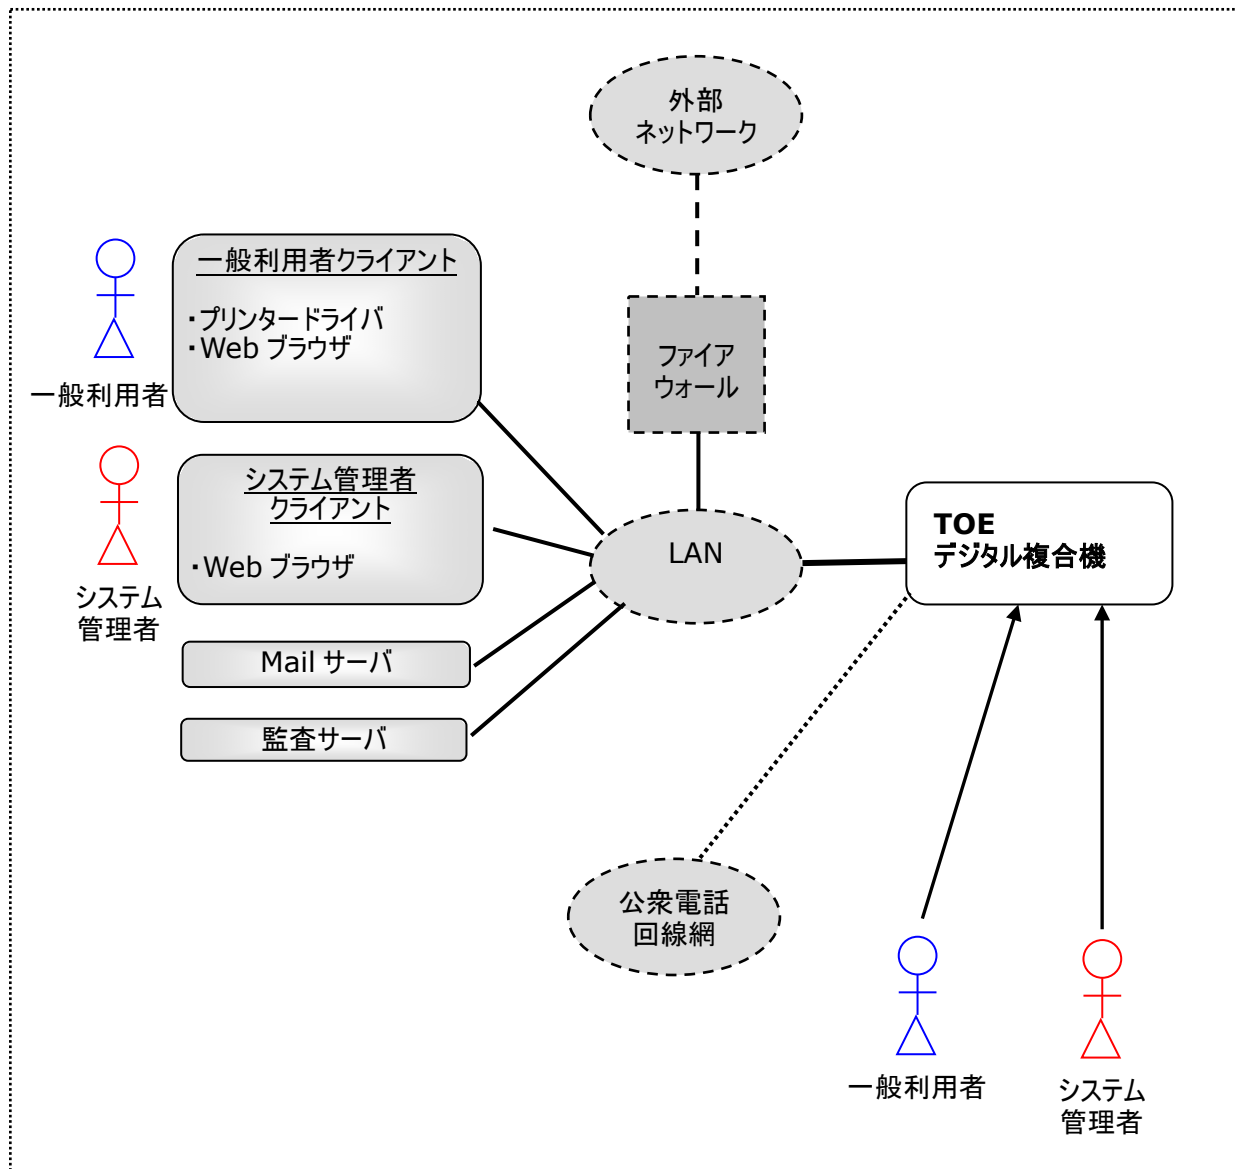 外部
ネットワーク
一般利用者クライアント
・プリンタードライバ
・Web ブラウザ
一般利用者
ファイア
ウォール
システム管理者
クライアント
・Web ブラウザ
システム
管理者
LAN
TOE
デジタル複合機
Mail サーバ
監査サーバ
公衆電話
回線網
一般利用者
システム
管理者